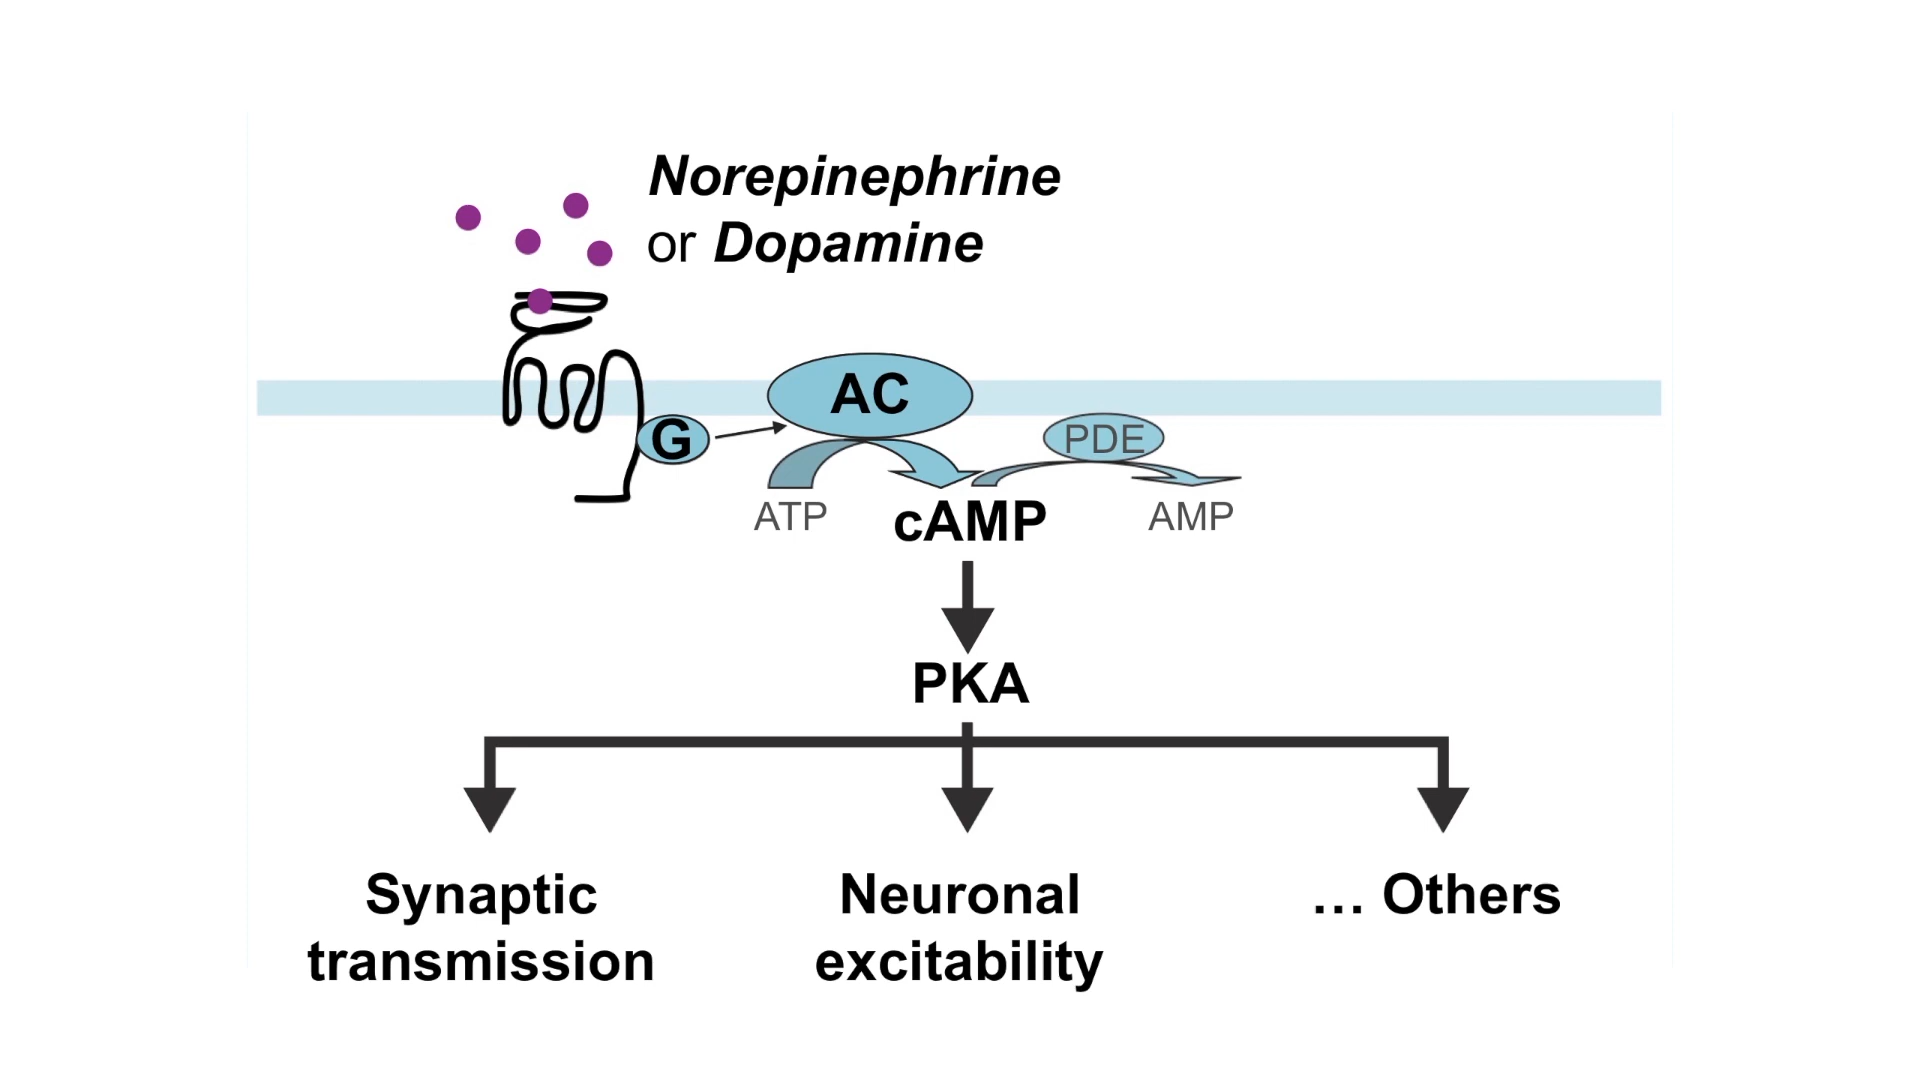 Norepinephrine
or Dopamine
AC
G
PDE
ATP
cAMP
AMP
PKA
Synaptic
transmission
Neuronal
excitability
... Others